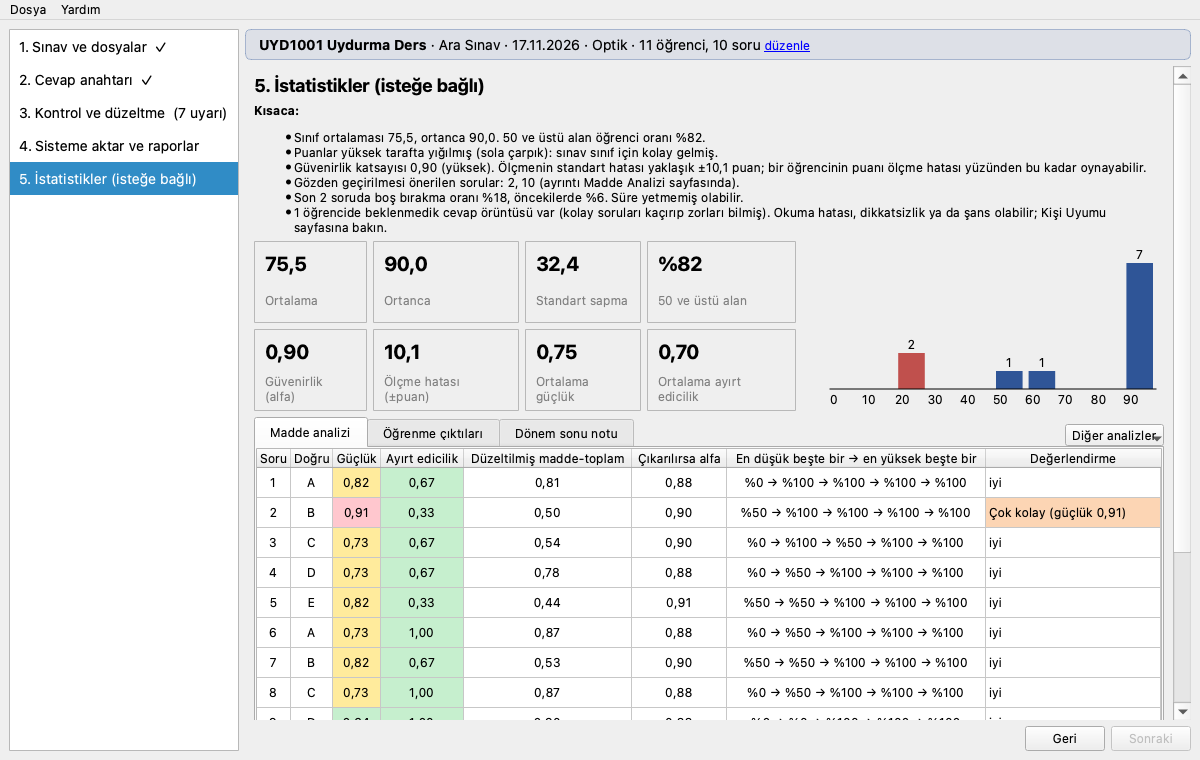 Dosya Yardım
1. Sınav ve dosyalar ✓
2. Cevap anahtarı ✓
3. Kontrol ve düzeltme (7 uyarı)
4. Sisteme aktar ve raporlar
5. İstatistikler (isteğe bağlı)
UYD1001 Uydurma Ders · Ara Sınav · 17.11.2026 · Optik · 11 öğrenci, 10 soru düzenle
5. İstatistikler (isteğe bağlı)
Kısaca:
• Sınıf ortalaması 75,5, ortanca 90,0. 50 ve üstü alan öğrenci oranı %82.
• Puanlar yüksek tarafta yığılmış (sola çarpık): sınav sınıf için kolay gelmiş.
• Güvenirlik katsayısı 0,90 (yüksek). Ölçmenin standart hatası yaklaşık ±10,1 puan; bir öğrencinin puanı ölçme hatası yüzünden bu kadar oynayabilir.
• Gözden geçirilmesi önerilen sorular: 2, 10 (ayrıntı Madde Analizi sayfasında).
• Son 2 soruda boş bırakma oranı %18, öncekilerde %6. Süre yetmemiş olabilir.
• 1 öğrencide beklenmedik cevap örüntüsü var (kolay soruları kaçırıp zorları bilmiş). Okuma hatası, dikkatsizlik ya da şans olabilir; Kişi Uyumu
sayfasına bakın.
75,5 90,0 32,4 %82
Ortalama Ortanca Standart sapma 50 ve üstü alan
0,90 10,1 0,75 0,70
Güvenirlik Ölçme hatası Ortalama Ortalama ayırt
(alfa) (±puan) güçlük edicilik
7
2
1 1
0 10 20 30 40 50 60 70 80 90
Madde analizi Öğrenme çıktıları Dönem sonu notu Diğer analizler
Soru Doğru Güçlük Ayırt edicilik Düzeltilmiş madde-toplam Çıkarılırsa alfa En düşük beşte bir → en yüksek beşte bir Değerlendirme
1 A 0,82 0,67 0,81 0,88 %0 → %100 → %100 → %100 → %100 iyi
2 B 0,91 0,33 0,50 0,90 %50 → %100 → %100 → %100 → %100 Çok kolay (güçlük 0,91)
3 C 0,73 0,67 0,54 0,90 %0 → %100 → %50 → %100 → %100 iyi
4 D 0,73 0,67 0,78 0,88 %0 → %50 → %100 → %100 → %100 iyi
5 E 0,82 0,33 0,44 0,91 %50 → %50 → %100 → %100 → %100 iyi
6 A 0,73 1,00 0,87 0,88 %0 → %50 → %100 → %100 → %100 iyi
7 B 0,82 0,67 0,53 0,90 %50 → %50 → %100 → %100 → %100 iyi
8 C 0,73 1,00 0,87 0,88 %0 → %50 → %100 → %100 → %100 iyi
Geri Sonraki